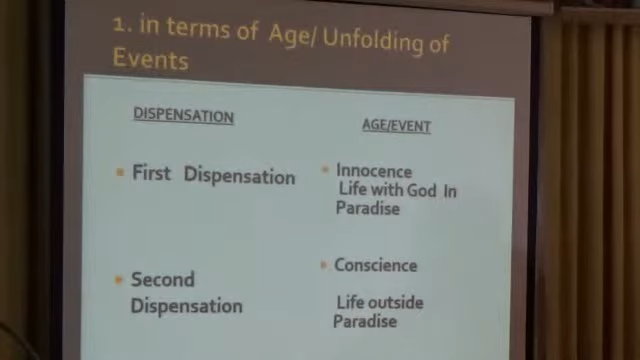 1. in terms of Age/ Unfolding of
Events
DISPENSATION
AGE/EVENT
First Dispensation
Innocence
Life with God In
Paradise
Second
Dispensation
Conscience
Life outside
Paradise